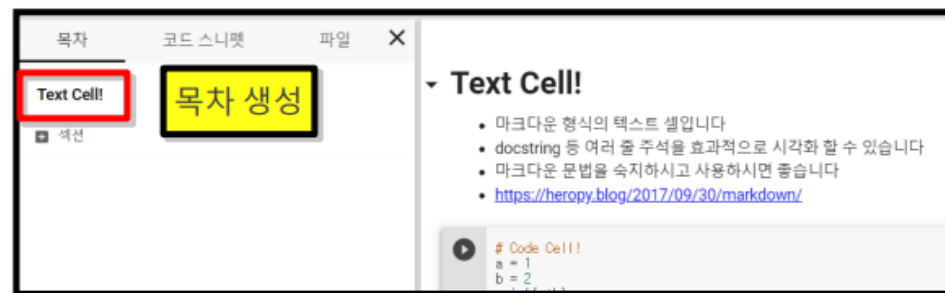 목차 코드 스니펫 파일
Text Cell!
목차 생성
섹션
Text Cell!
마크다운 형식의 텍스트 셀입니다
docstring 등 여러 줄 주석을 효과적으로 시각화 할 수 있습니다
마크다운 문법을 숙지하시고 사용하시면 좋습니다
https://heropy.blog/2017/09/30/markdown/
# Code Cell!
a = 1
b = 2